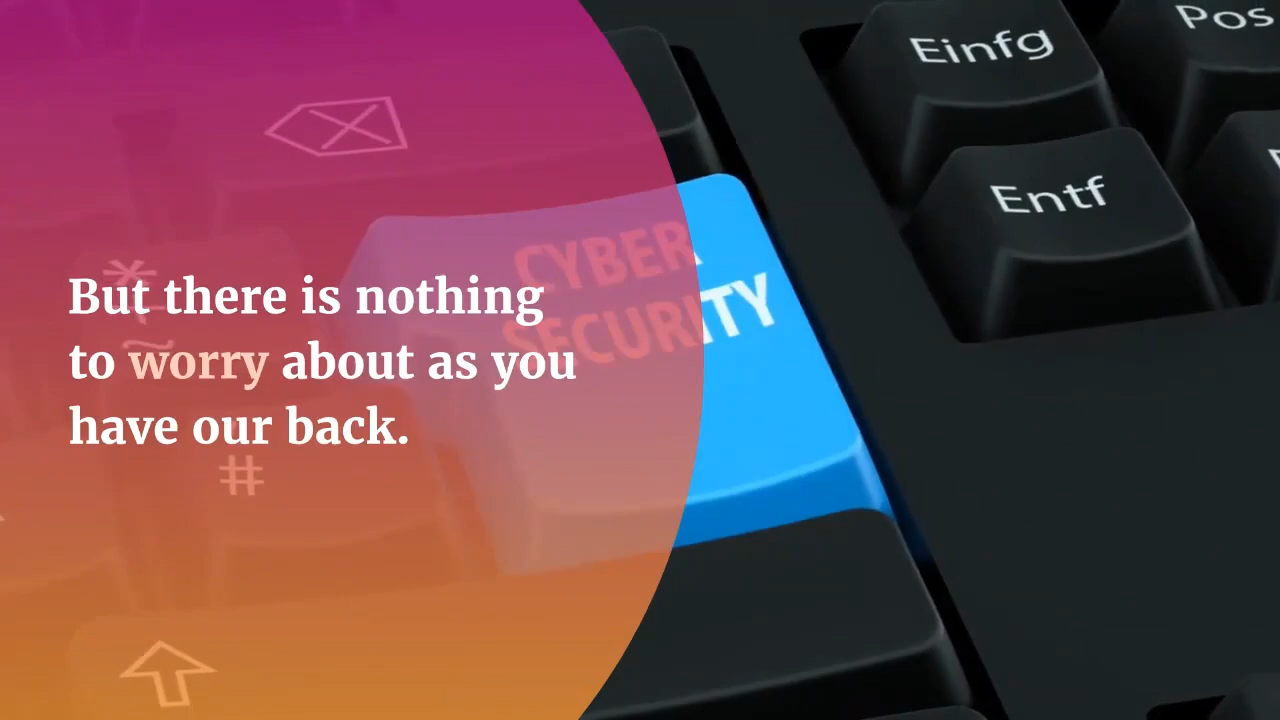 But there is nothing
to worry about as you
have our back.
CYBER
SECURITY
Einfg
Pos
Entf
*
~
#